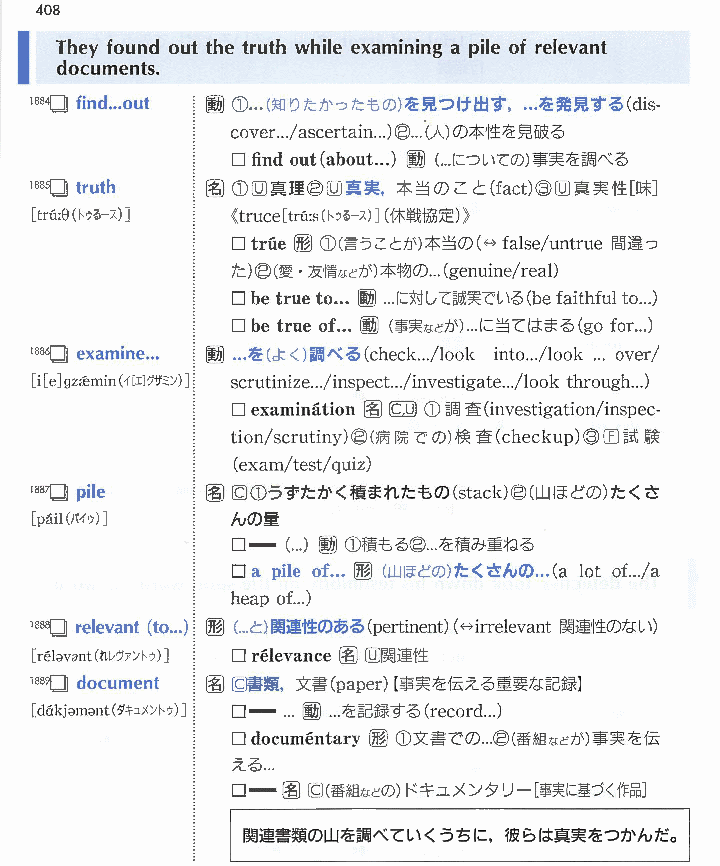 408
They found out the truth while examining a pile of relevant
documents.
1884 find...out 動 ①...(知りたかったもの)を見つけ出す，...を発見する(dis-
cover.../ascertain...)②...(人)の本性を見破る
□ find out(about...) 動 (...についての)事実を調べる
1885 truth 名 ①Ⓤ真理②Ⓤ真実，本当のこと(fact)③Ⓤ真実性[味]
[trúːθ(トゥるース)] 《truce[trúːs(トゥるース)](休戦協定)》
□ trúe 形 ①(言うことが)本当の(↔ false/untrue 間違っ
た)②(愛・友情などが)本物の...(genuine/real)
□ be true to... 動 ...に対して誠実でいる(be faithful to...)
□ be true of... 動 (事実などが)...に当てはまる(go for...)
1886 examine... 動 ...を(よく)調べる(check.../look into.../look ... over/
[i[e]gzǽmin(イ[エ]グザミン)] scrutinize.../inspect.../investigate.../look through...)
□ examinátion 名 C,U ①調査(investigation/inspec-
tion/scrutiny)②(病院での)検査(checkup)③F試験
(exam/test/quiz)
1887 pile 名 Ⓒ①うずたかく積まれたもの(stack)②(山ほどの)たくさ
[páil(パイゥ)] んの量
□━ (...) 動 ①積もる②...を積み重ねる
□ a pile of... 形 (山ほどの)たくさんの...(a lot of.../a
heap of...)
1888 relevant (to...) 形 (...と)関連性のある(pertinent)(↔irrelevant 関連性のない)
[réləvənt(れレヴァントゥ)] □ rélevance 名 Ⓤ関連性
1889 document 名 Ⓒ書類，文書(paper)【事実を伝える重要な記録】
[dákjəmənt(ダキュメントゥ)] □━ ... 動 ...を記録する(record...)
□ documéntary 形 ①文書での...②(番組などが)事実を伝
える...
□━ 名 Ⓒ(番組などの)ドキュメンタリー[事実に基づく作品]
関連書類の山を調べていくうちに，彼らは真実をつかんだ。